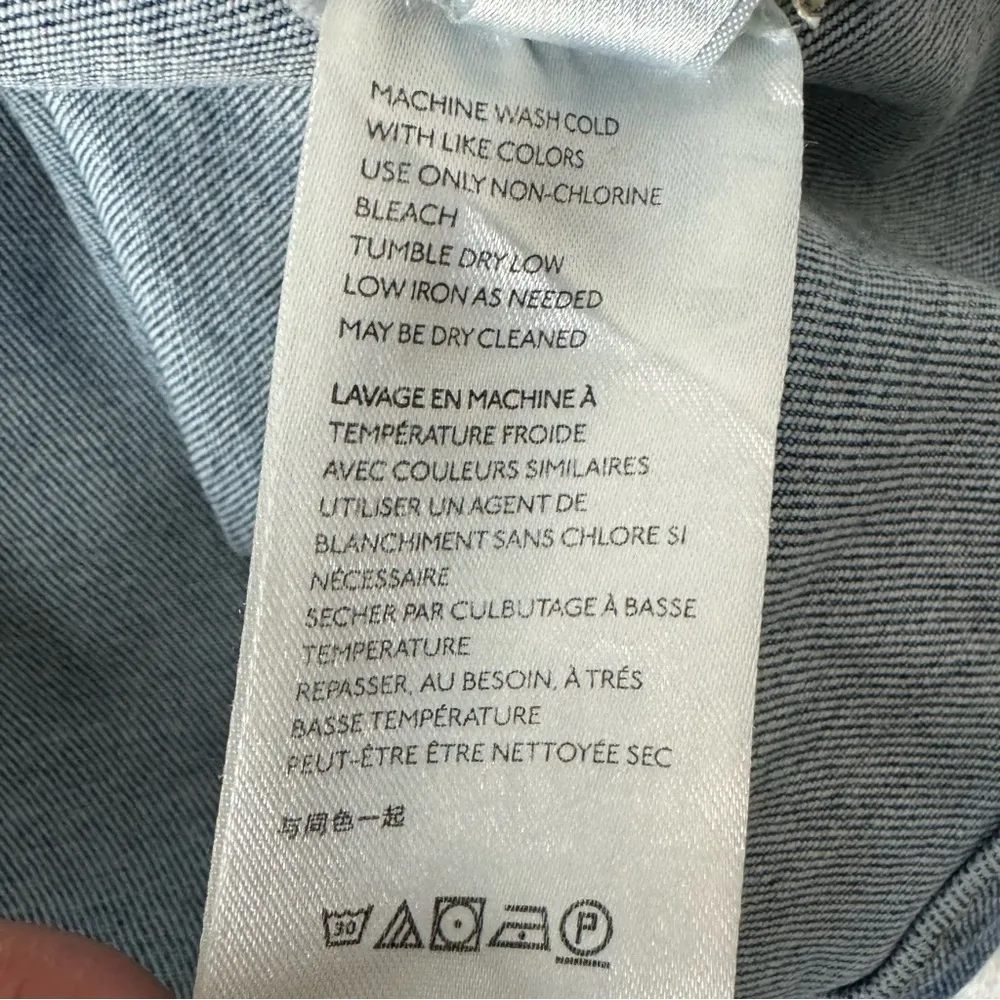 MACHINE WASH COLD
WITH LIKE COLORS
USE ONLY NON-CHLORINE
BLEACH
TUMBLE DRY LOW
LOW IRON AS NEEDED
MAY BE DRY CLEANED
LAVAGE EN MACHINE À
TEMPÉRATURE FROIDE
AVEC COULEURS SIMILAIRES
UTILISER UN AGENT DE
BLANCHIMENT SANS CHLORE SI
NÉCESSAIRE
SECHER PAR CULBUTAGE À BASSE
TEMPERATURE
REPASSER, AU BESOIN, À TRÉS
BASSE TEMPÉRATURE
PEUT-ÊTRE ÊTRE NETTOYÉE SEC
与同色一起
30 P